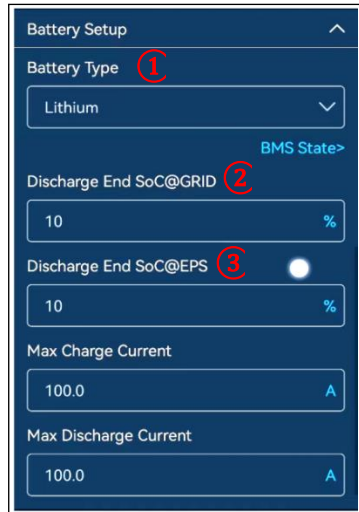 Battery Setup
Battery Type ①
Lithium
BMS State>
Discharge End SoC@GRID ②
10 %
Discharge End SoC@EPS ③
10 %
Max Charge Current
100.0 A
Max Discharge Current
100.0 A